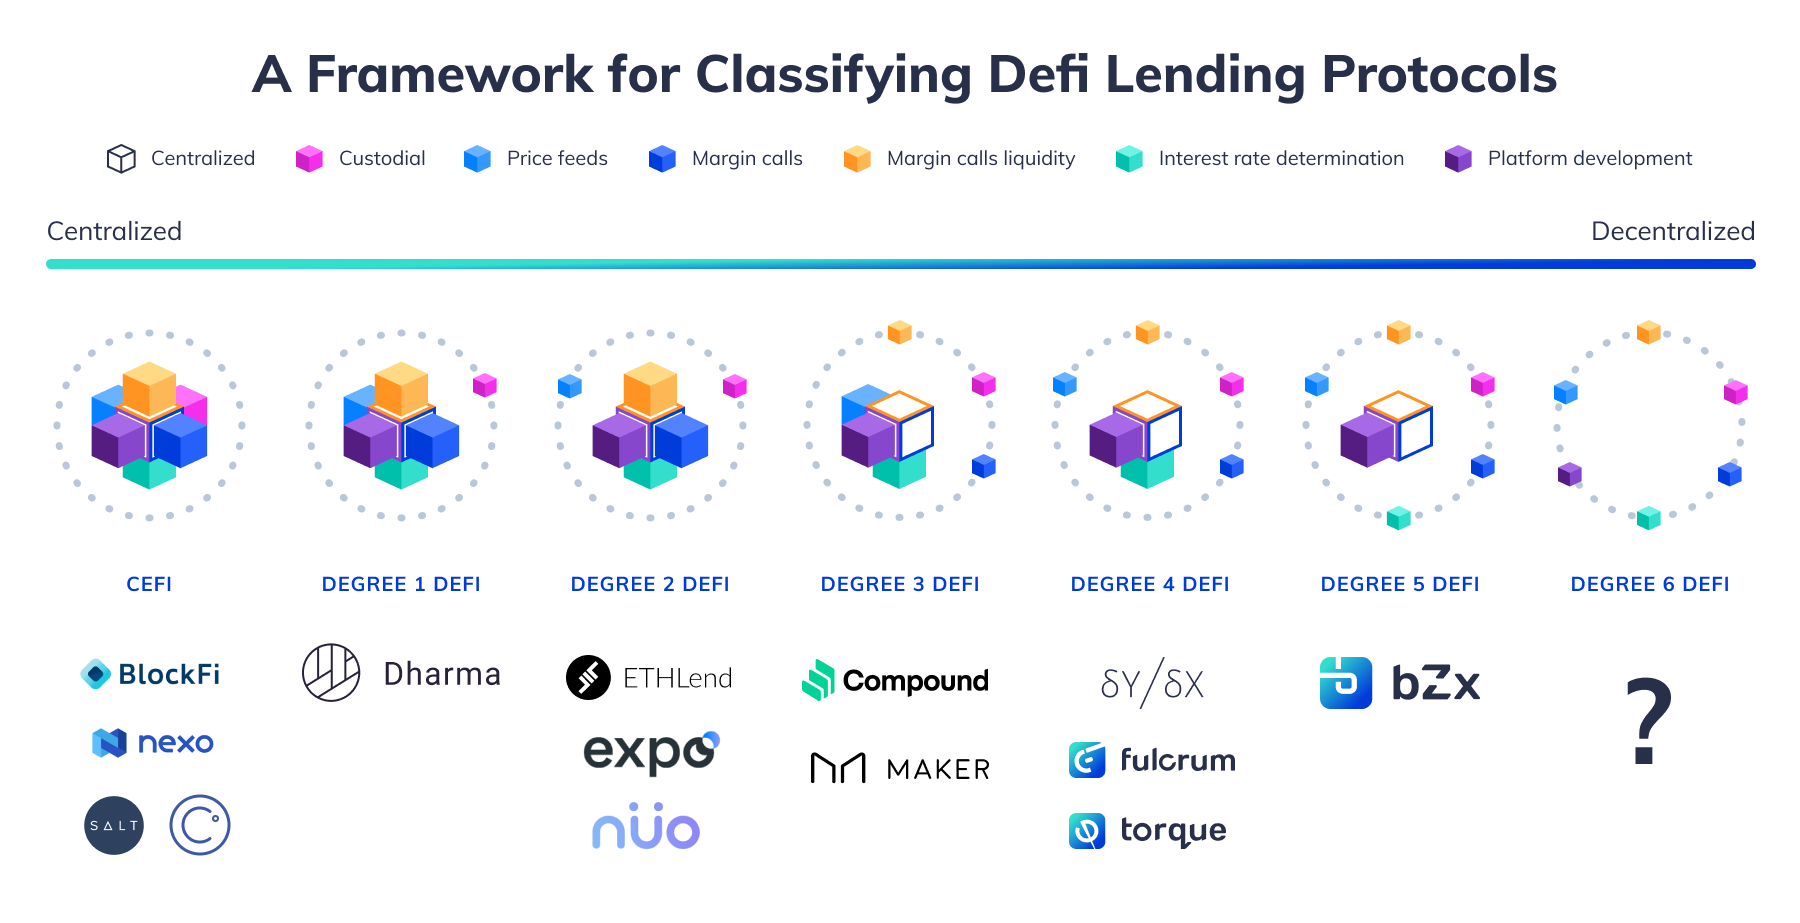 A Framework for Classifying Defi Lending Protocols
Centralized
Custodial
Price feeds
Margin calls
Margin calls liquidity
Interest rate determination
Platform development
Centralized
Decentralized
CEFI
DEGREE 1 DEFI
DEGREE 2 DEFI
DEGREE 3 DEFI
DEGREE 4 DEFI
DEGREE 5 DEFI
DEGREE 6 DEFI
BlockFi
nexo
SALT
Dharma
ETHLend
expo
nüo
Compound
MAKER
δY/δX
fulcrum
torque
bZx
?